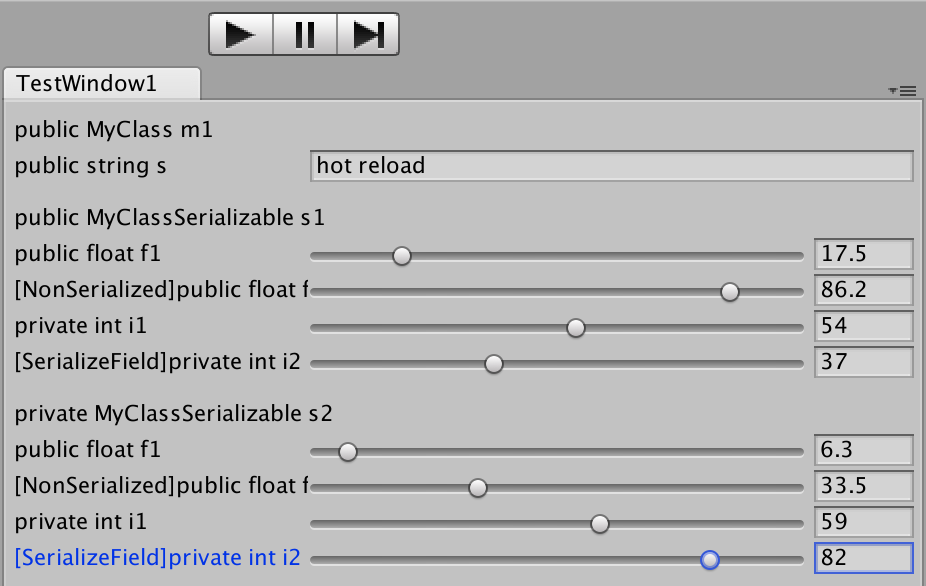 TestWindow1
public MyClass m1
public string s hot reload
public MyClassSerializable s1
public float f1 17.5
[NonSerialized]public float f 86.2
private int i1 54
[SerializeField]private int i2 37
private MyClassSerializable s2
public float f1 6.3
[NonSerialized]public float f 33.5
private int i1 59
[SerializeField]private int i2 82